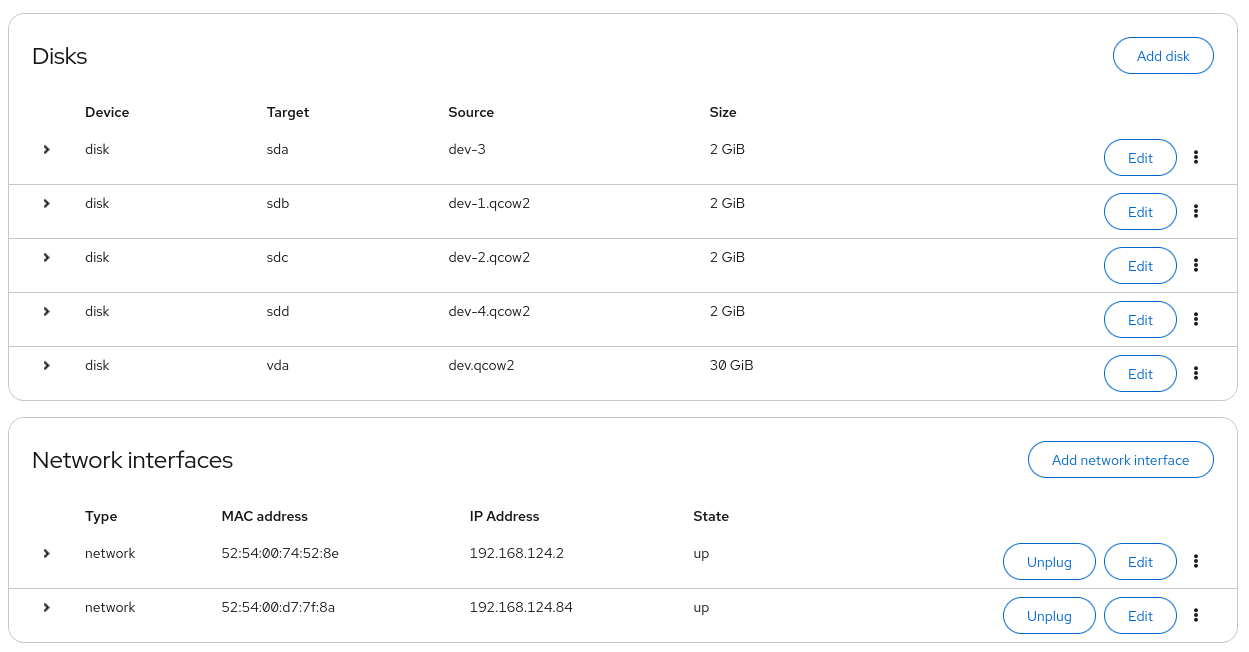 Disks
Add disk
Device Target Source Size
disk sda dev-3 2 GiB Edit
disk sdb dev-1.qcow2 2 GiB Edit
disk sdc dev-2.qcow2 2 GiB Edit
disk sdd dev-4.qcow2 2 GiB Edit
disk vda dev.qcow2 30 GiB Edit
Network interfaces
Add network interface
Type MAC address IP Address State
network 52:54:00:74:52:8e 192.168.124.2 up Unplug Edit
network 52:54:00:d7:7f:8a 192.168.124.84 up Unplug Edit